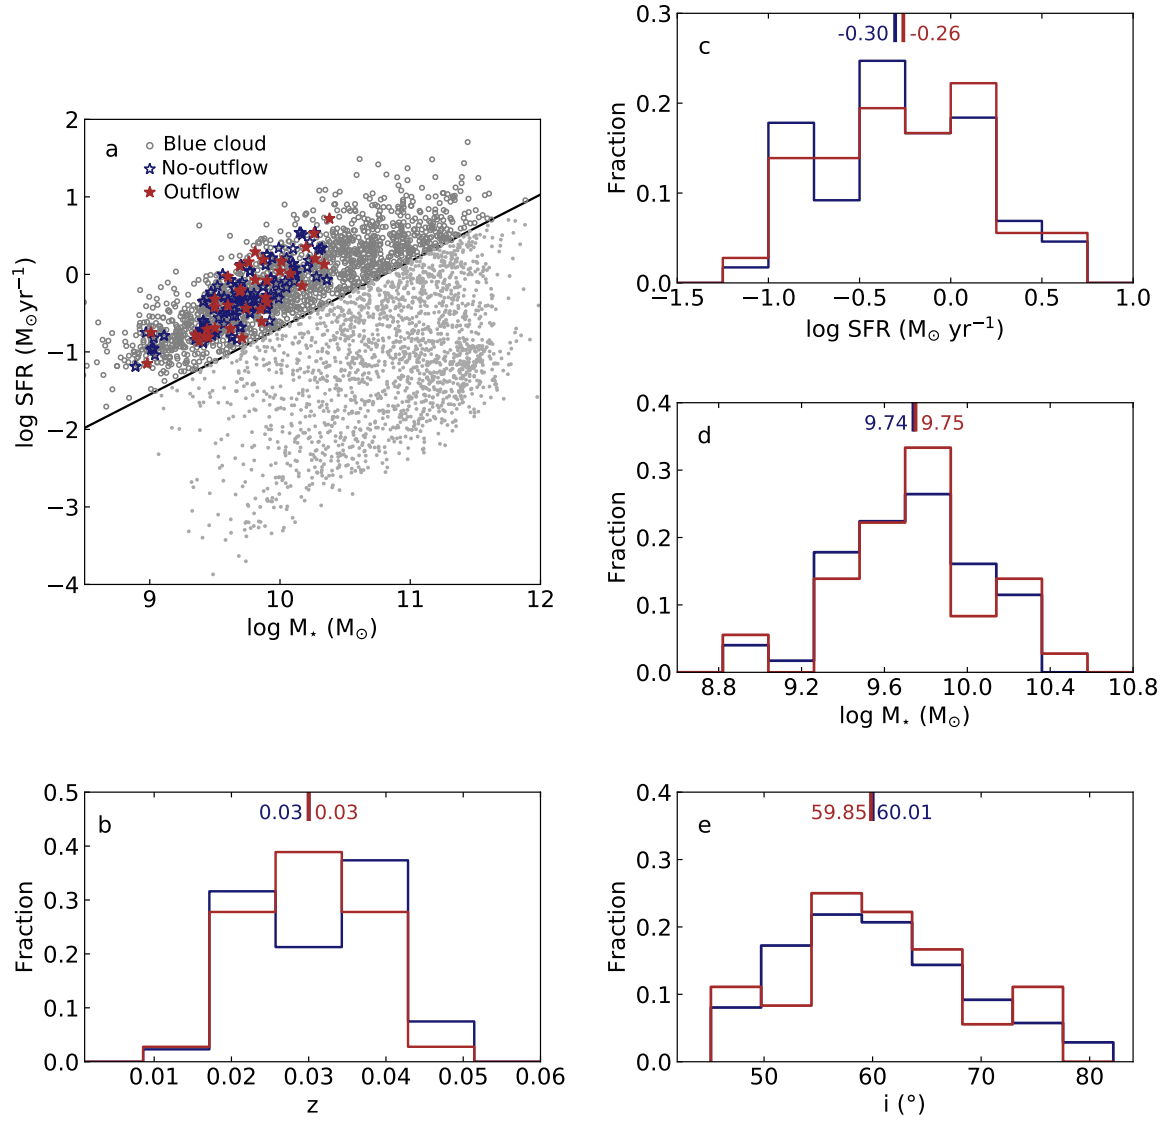 a
Blue cloud
No-outflow
Outflow
2
1
0
−1
−2
−3
−4
log SFR (M⊙yr⁻¹)
9 10 11 12
log M⋆ (M⊙)
c
-0.30 -0.26
0.3
0.2
0.1
0.0
Fraction
−1.5 −1.0 −0.5 0.0 0.5 1.0
log SFR (M⊙ yr⁻¹)
d
9.74 9.75
0.4
0.3
0.2
0.1
0.0
Fraction
8.8 9.2 9.6 10.0 10.4 10.8
log M⋆ (M⊙)
b
0.03 0.03
0.5
0.4
0.3
0.2
0.1
0.0
Fraction
0.01 0.02 0.03 0.04 0.05 0.06
z
e
59.85 60.01
0.4
0.3
0.2
0.1
0.0
Fraction
50 60 70 80
i (°)